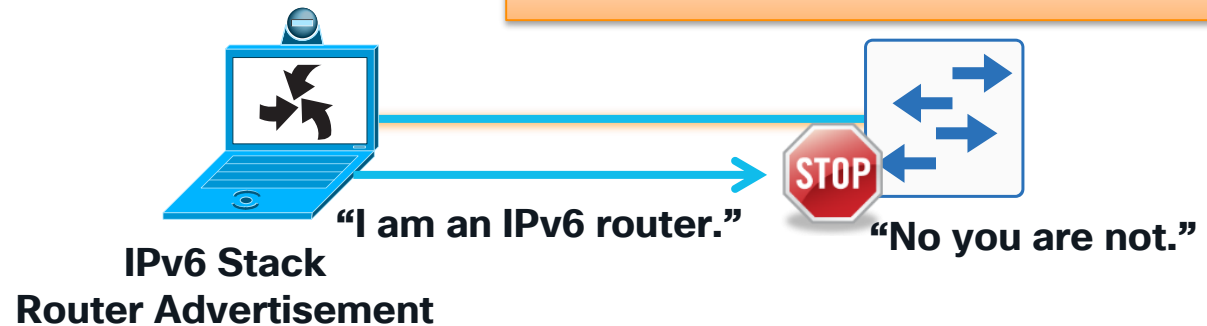 STOP
“I am an IPv6 router.”
“No you are not.”
IPv6 Stack
Router Advertisement